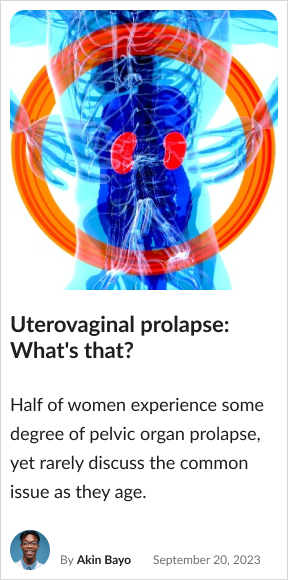 Uterovaginal prolapse:
What's that?
Half of women experience some
degree of pelvic organ prolapse,
yet rarely discuss the common
issue as they age.
By Akin Bayo September 20, 2023